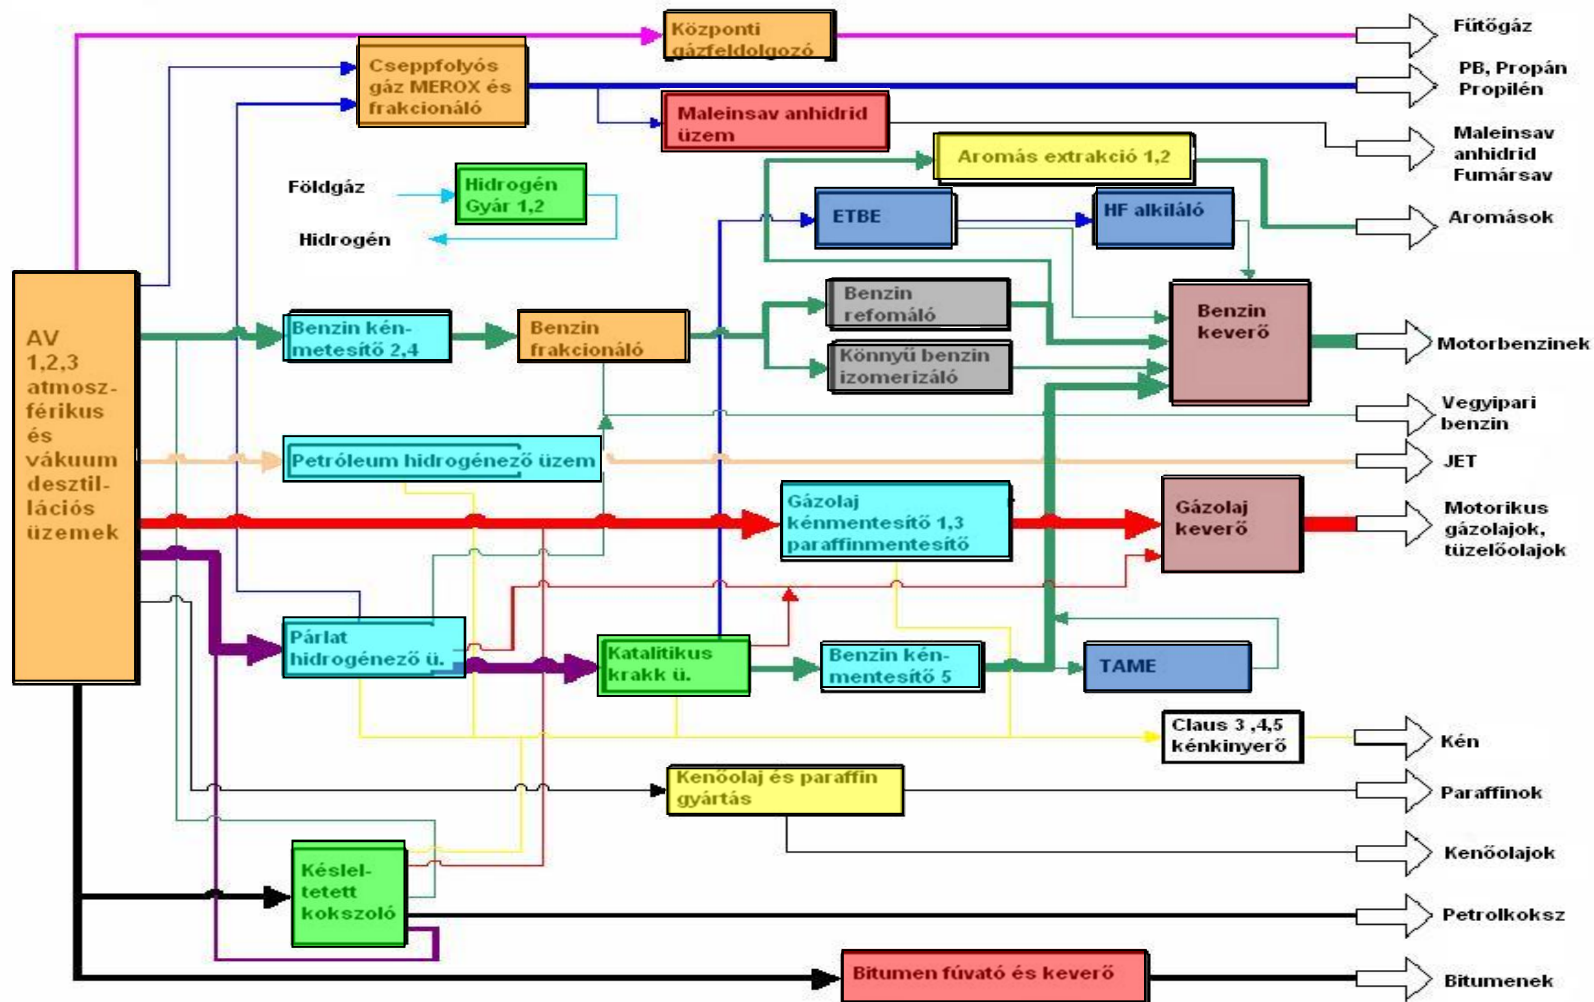 Központi
gázfeldolgozó
Fűtőgáz
Cseppfolyós
gáz MEROX és
frakcionáló
PB, Propán
Propilén
Maleinsav anhidrid
üzem
Maleinsav
anhidrid
Fumársav
Aromás extrakció 1,2
Földgáz
Hidrogén
Gyár 1,2
Hidrogén
ETBE
HF alkiláló
Aromások
AV
1,2,3
atmosz-
férikus
és
vákuum
desztil-
lációs
üzemek
Benzin kén-
metesítő 2,4
Benzin
frakcionáló
Benzin
refomáló
Könnyű benzin
izomerizáló
Benzin
keverő
Motorbenzinek
Vegyipari
benzin
Petróleum hidrogénező üzem
JET
Gázolaj
kénmentesítő 1,3
paraffinmentesítő
Gázolaj
keverő
Motorikus
gázolajok,
tüzelőolajok
Párlat
hidrogénező ü.
Katalitikus
krakk ü.
Benzin kén-
mentesítő 5
TAME
Claus 3 ,4,5
kénkinyerő
Kén
Kenőolaj és paraffin
gyártás
Paraffinok
Kenőolajok
Késlel-
tetett
kokszoló
Petrolkoksz
Bitumen fúvató és keverő
Bitumenek